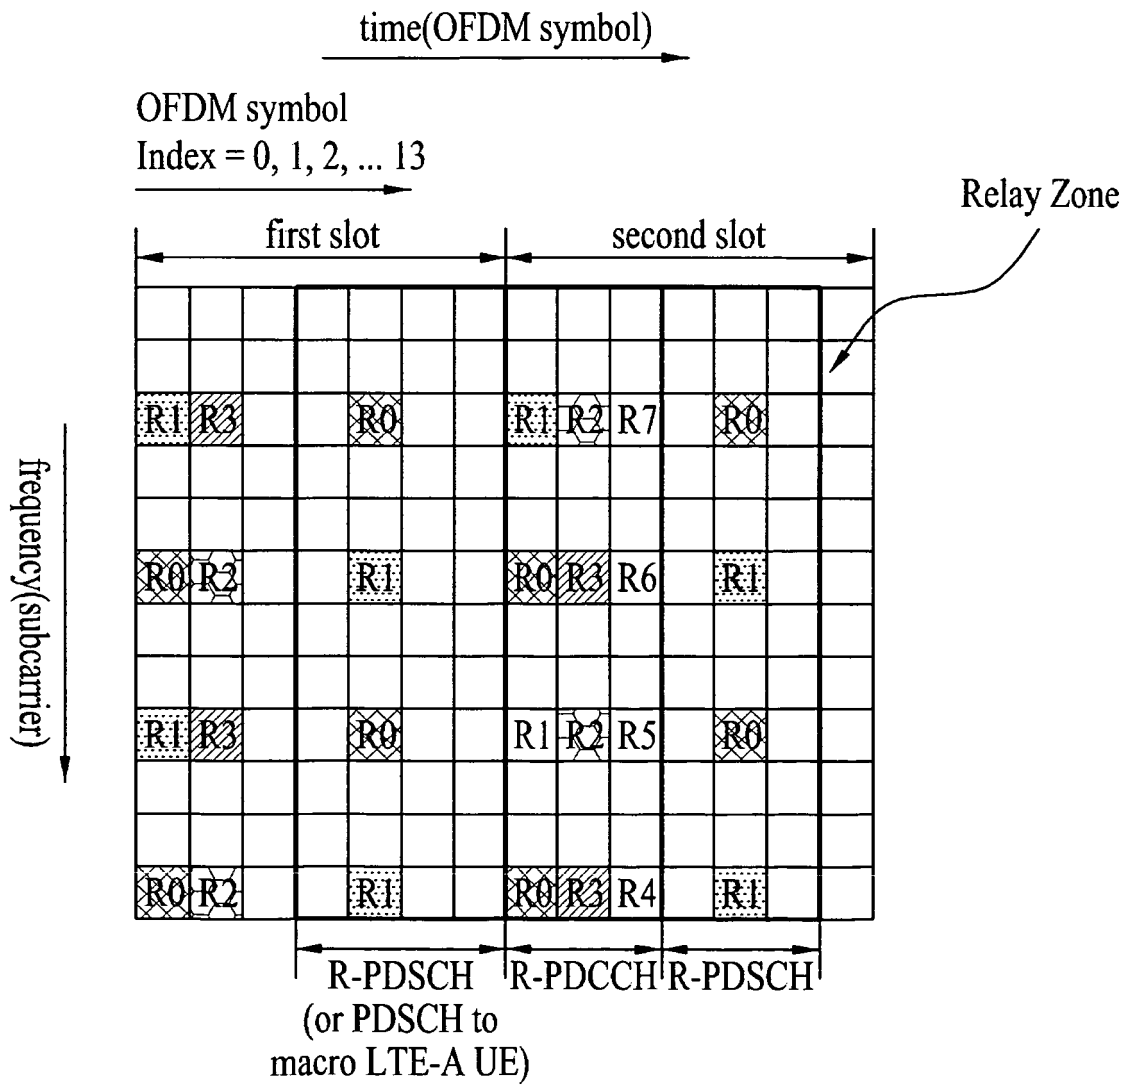 time(OFDM symbol)
OFDM symbol
Index = 0, 1, 2, ... 13
Relay Zone
first slot
second slot
R1 R3 R0 R1 R2 R7 R0
R0 R2 R1 R0 R3 R6 R1
R1 R3 R0 R1 R2 R5 R0
R0 R2 R1 R0 R3 R4 R1
frequency(subcarrier)
R-PDSCH R-PDCCH R-PDSCH
(or PDSCH to
macro LTE-A UE)